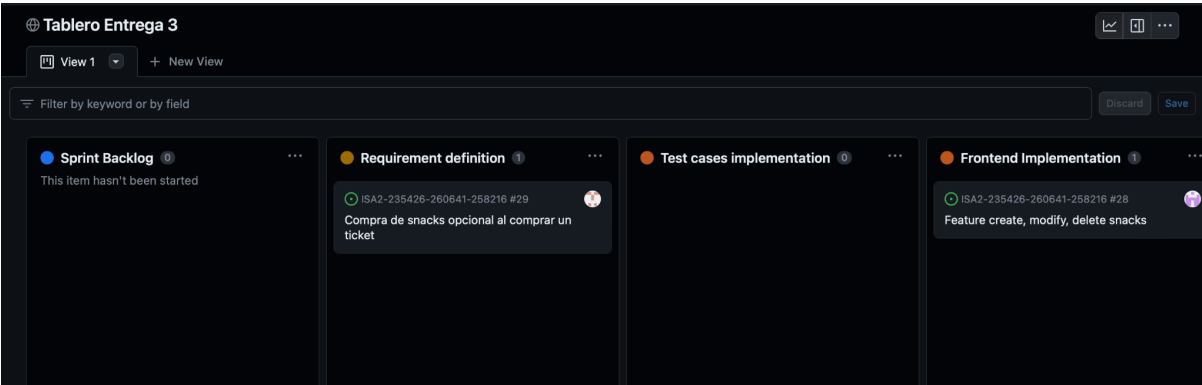 Tablero Entrega 3
View 1
New View
Filter by keyword or by field
Discard
Save
Sprint Backlog 0
This item hasn't been started
Requirement definition 1
ISA2-235426-260641-258216 #29
Compra de snacks opcional al comprar un
ticket
Test cases implementation 0
Frontend Implementation 1
ISA2-235426-260641-258216 #28
Feature create, modify, delete snacks